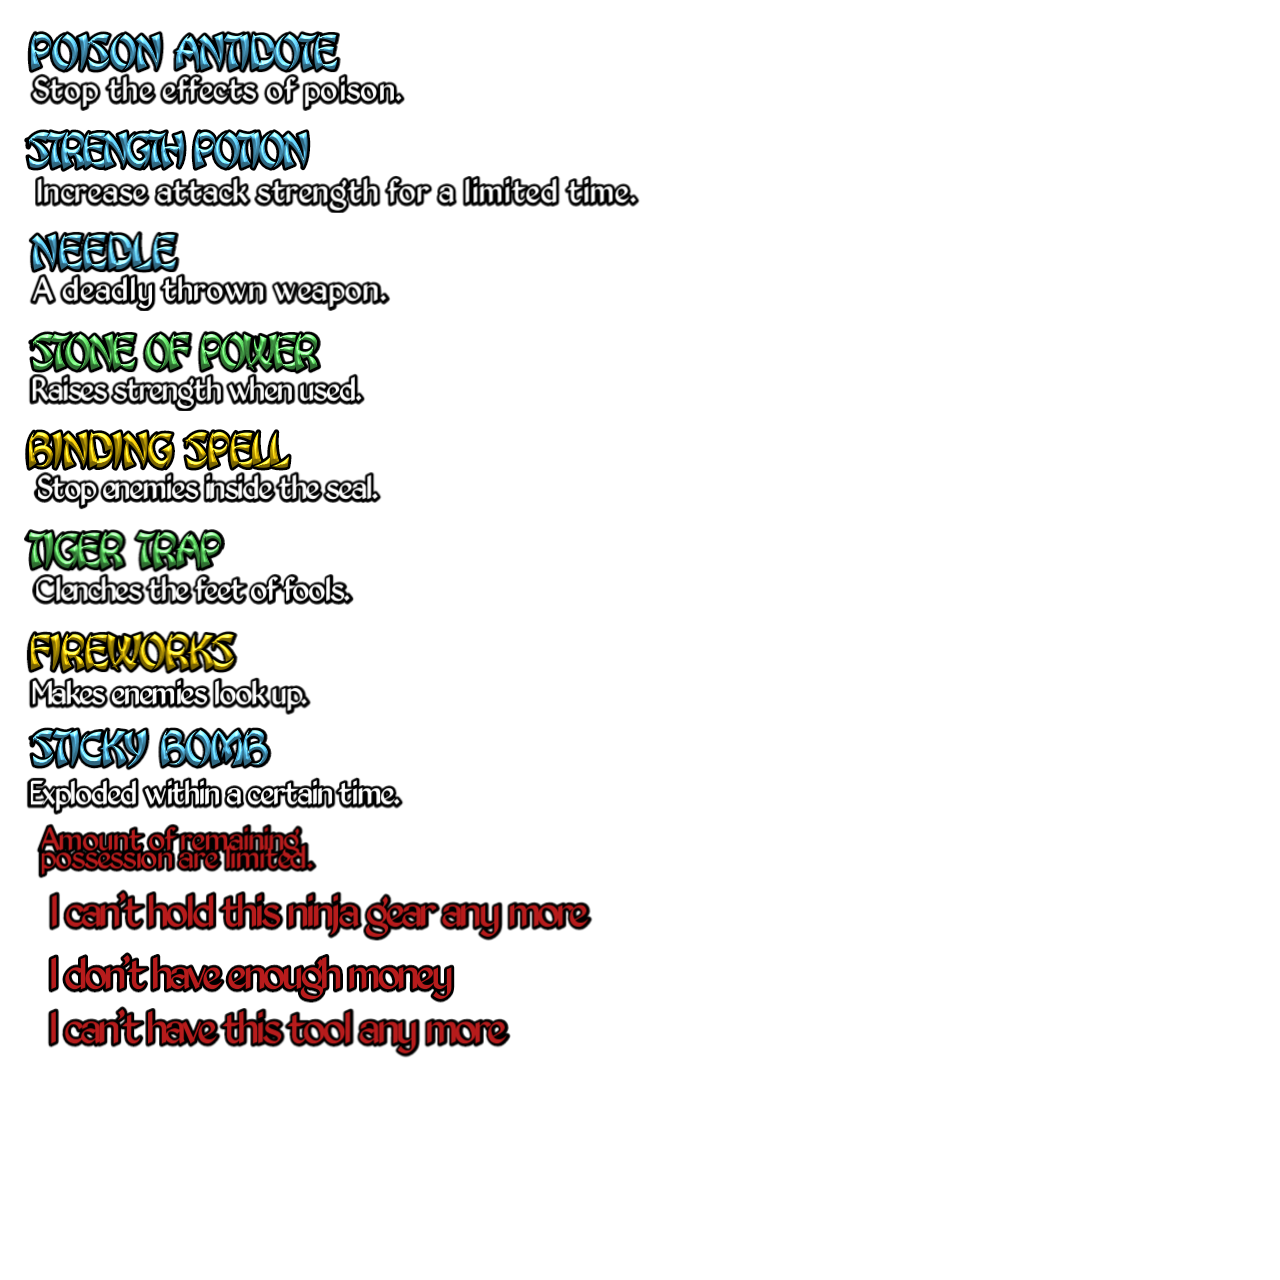 POISON ANTIDOTE
Stop the effects of poison.
STRENGTH POTION
Increase attack strength for a limited time.
NEEDLE
A deadly thrown weapon.
STONE OF POWER
Raises strength when used.
BINDING SPELL
Stop enemies inside the seal.
TIGER TRAP
Clenches the feet of fools.
FIREWORKS
Makes enemies look up.
STICKY BOMB
Exploded within a certain time.
Amount of remaining
possession are limited.
I can't hold this ninja gear any more
I don't have enough money
I can't have this tool any more